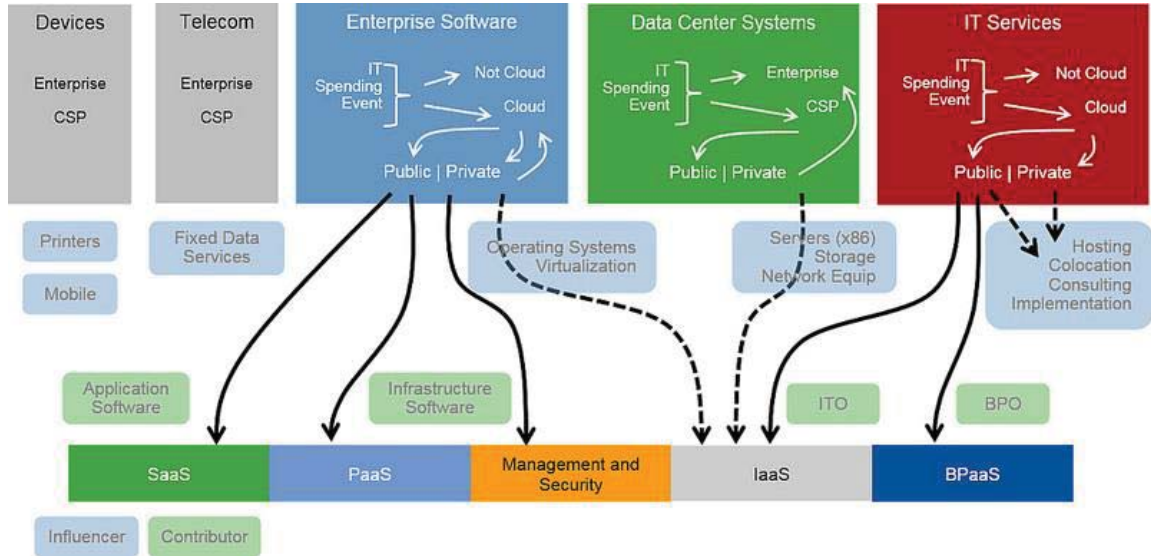 Devices
Enterprise
CSP
Telecom
Enterprise
CSP
Enterprise Software
IT
Spending
Event
Not Cloud
Cloud
Public | Private
Data Center Systems
IT
Spending
Event
Enterprise
CSP
Public | Private
IT Services
IT
Spending
Event
Not Cloud
Cloud
Public | Private
Printers
Mobile
Fixed Data
Services
Operating Systems
Virtualization
Servers (x86)
Storage
Network Equip
Hosting
Colocation
Consulting
Implementation
Application
Software
Infrastructure
Software
ITO
BPO
SaaS
PaaS
Management and
Security
IaaS
BPaaS
Influencer
Contributor